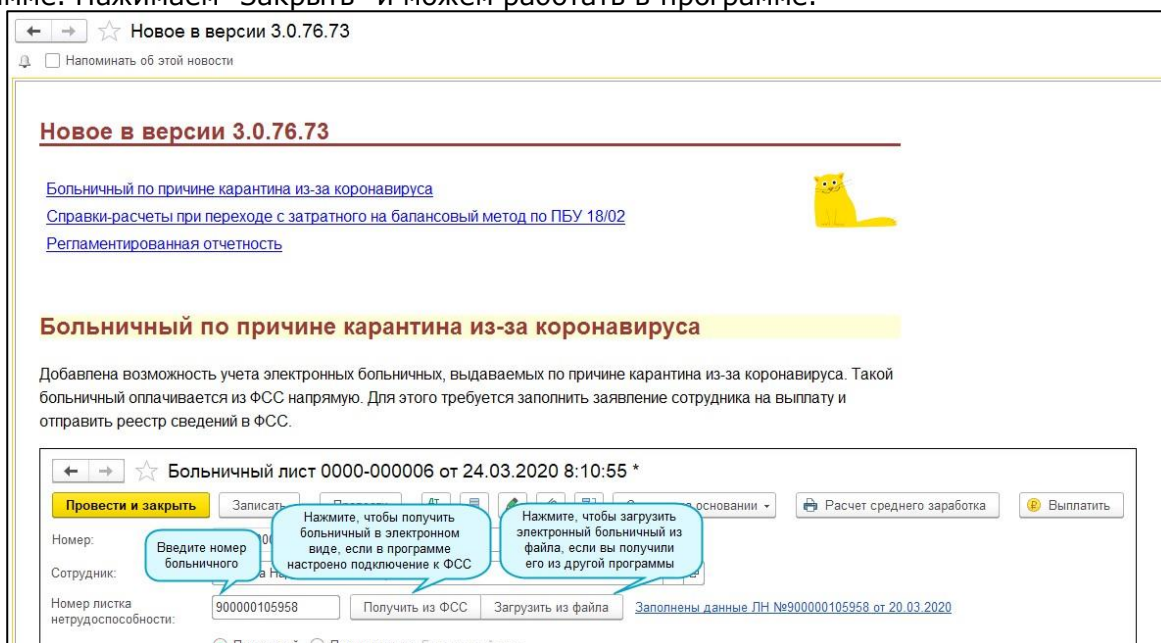 Нажимаем "Закрыть" и можем работать в программе.
Новое в версии 3.0.76.73
Напоминать об этой новости
Новое в версии 3.0.76.73
Больничный по причине карантина из-за коронавируса
Справки-расчеты при переходе с затратного на балансовый метод по ПБУ 18/02
Регламентированная отчетность
Больничный по причине карантина из-за коронавируса
Добавлена возможность учета электронных больничных, выдаваемых по причине карантина из-за коронавируса. Такой
больничный оплачивается из ФСС напрямую. Для этого требуется заполнить заявление сотрудника на выплату и
отправить реестр сведений в ФСС.
Больничный лист 0000-000006 от 24.03.2020 8:10:55 *
Провести и закрыть Записать основании Расчет среднего заработка Выплатить
Нажмите, чтобы получить
больничный в электронном
виде, если в программе
настроено подключение к ФСС
Нажмите, чтобы загрузить
электронный больничный из
файла, если вы получили
его из другой программы
Номер:
Введите номер
больничного
Сотрудник:
Номер листка
нетрудоспособности:
900000105958 Получить из ФСС Загрузить из файла Заполнены данные ЛН №900000105958 от 20.03.2020